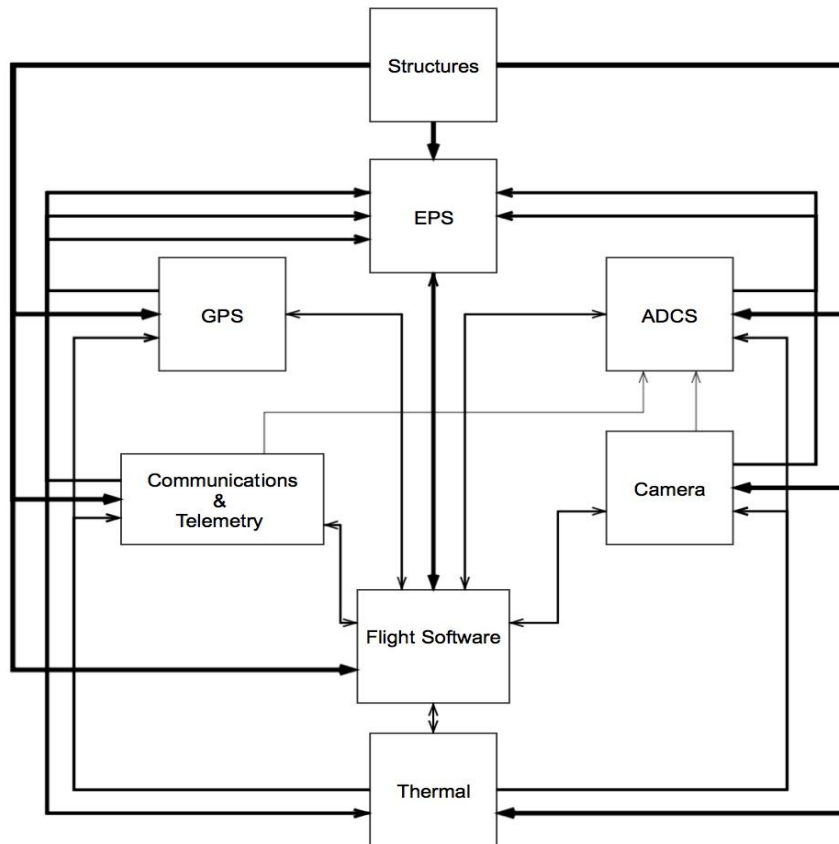 Structures
EPS
GPS
ADCS
Communications
&
Telemetry
Camera
Flight Software
Thermal